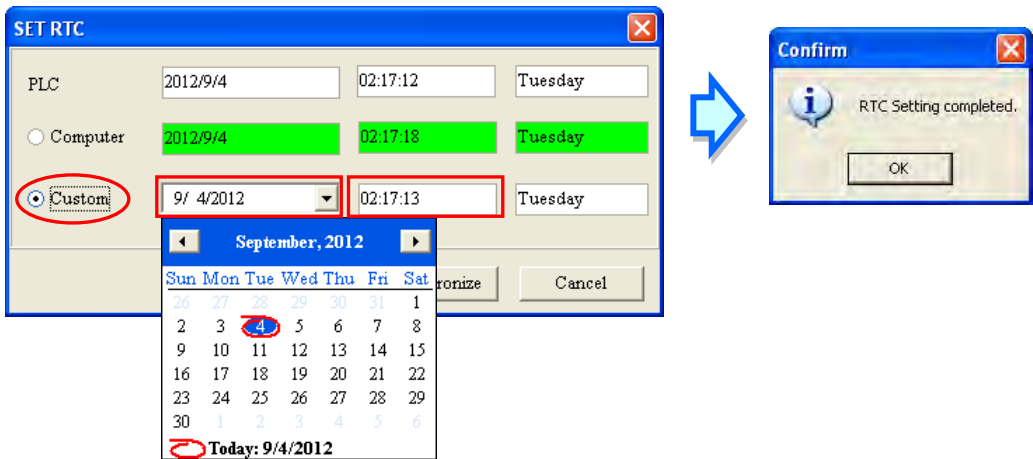 SET RTC
PLC 2012/9/4 02:17:12 Tuesday
Computer 2012/9/4 02:17:18 Tuesday
Custom 9/ 4/2012 02:17:13 Tuesday
September, 2012
Sun Mon Tue Wed Thu Fri Sat
26 27 28 29 30 31 1
2 3 4 5 6 7 8
9 10 11 12 13 14 15
16 17 18 19 20 21 22
23 24 25 26 27 28 29
30 1 2 3 4 5 6
Today: 9/4/2012
ronize Cancel
Confirm
RTC Setting completed.
OK